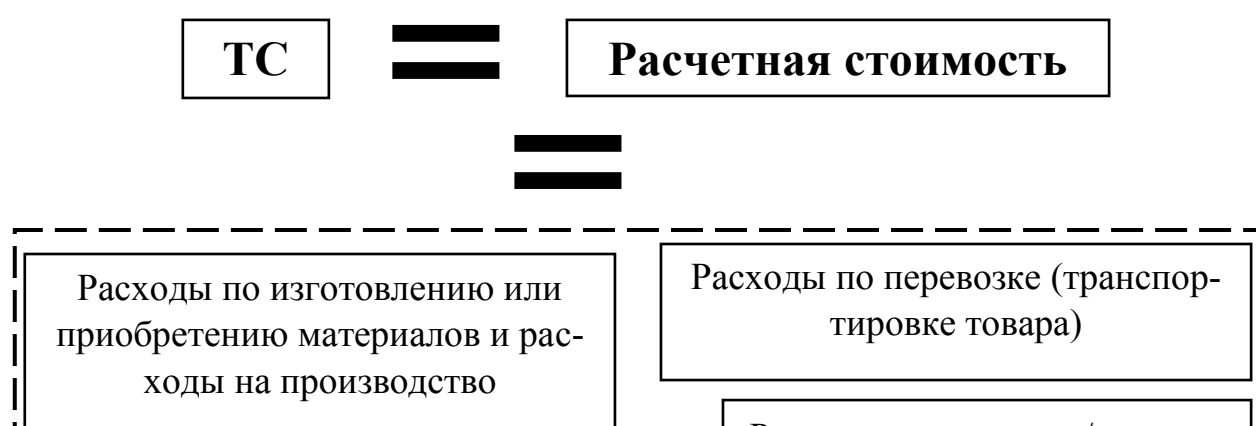 ТС
Расчетная стоимость
Расходы по изготовлению или
приобретению материалов и рас-
ходы на производство
Расходы по перевозке (транспор-
тировке товара)